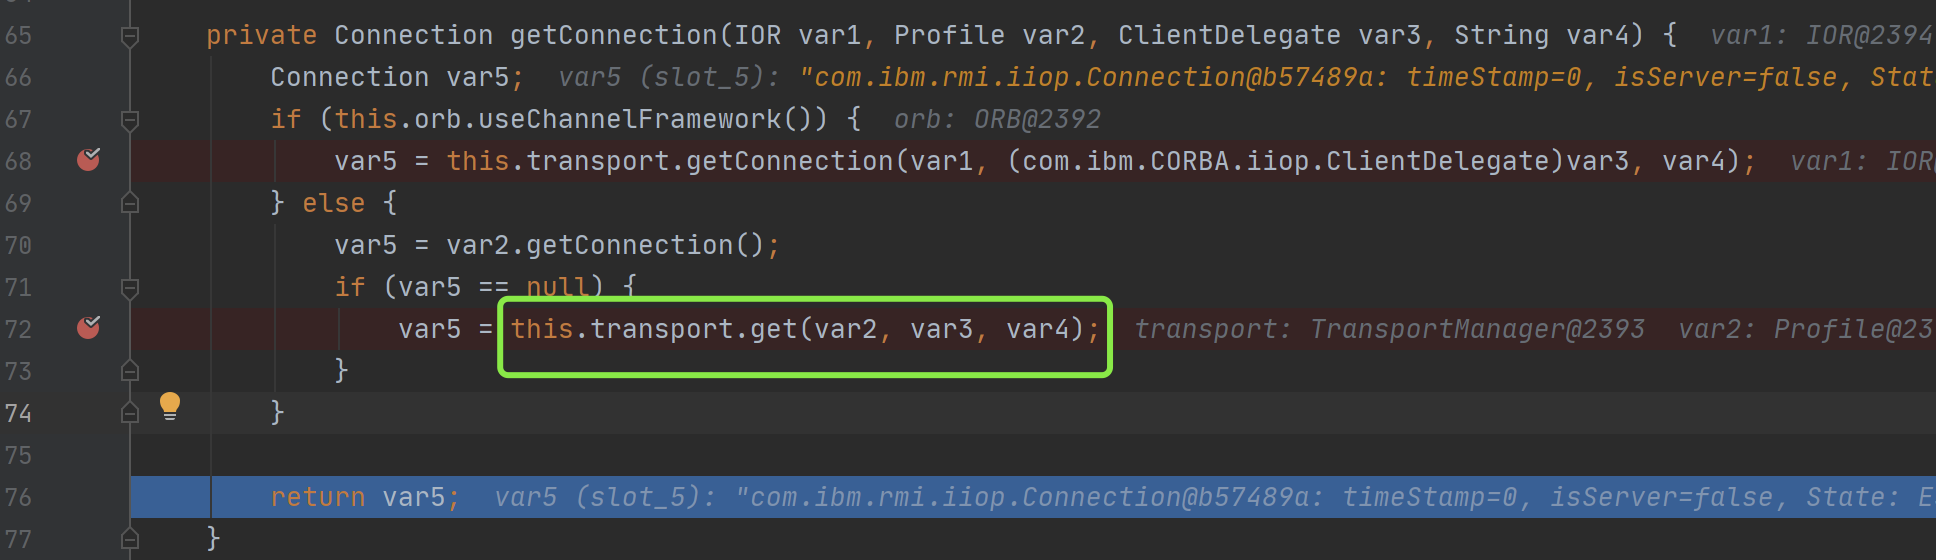 65 private Connection getConnection(IOR var1, Profile var2, ClientDelegate var3, String var4) { var1: IOR@2394
66 Connection var5; var5 (slot_5): "com.ibm.rmi.iiop.Connection@b57489a: timeStamp=0, isServer=false, Stat
67 if (this.orb.useChannelFramework()) { orb: ORB@2392
68 var5 = this.transport.getConnection(var1, (com.ibm.CORBA.iiop.ClientDelegate)var3, var4); var1: IOR@
69 } else {
70 var5 = var2.getConnection();
71 if (var5 == null) {
72 var5 = this.transport.get(var2, var3, var4); transport: TransportManager@2393 var2: Profile@23
73 }
74 }
75
76 return var5; var5 (slot_5): "com.ibm.rmi.iiop.Connection@b57489a: timeStamp=0, isServer=false, State: E
77 }